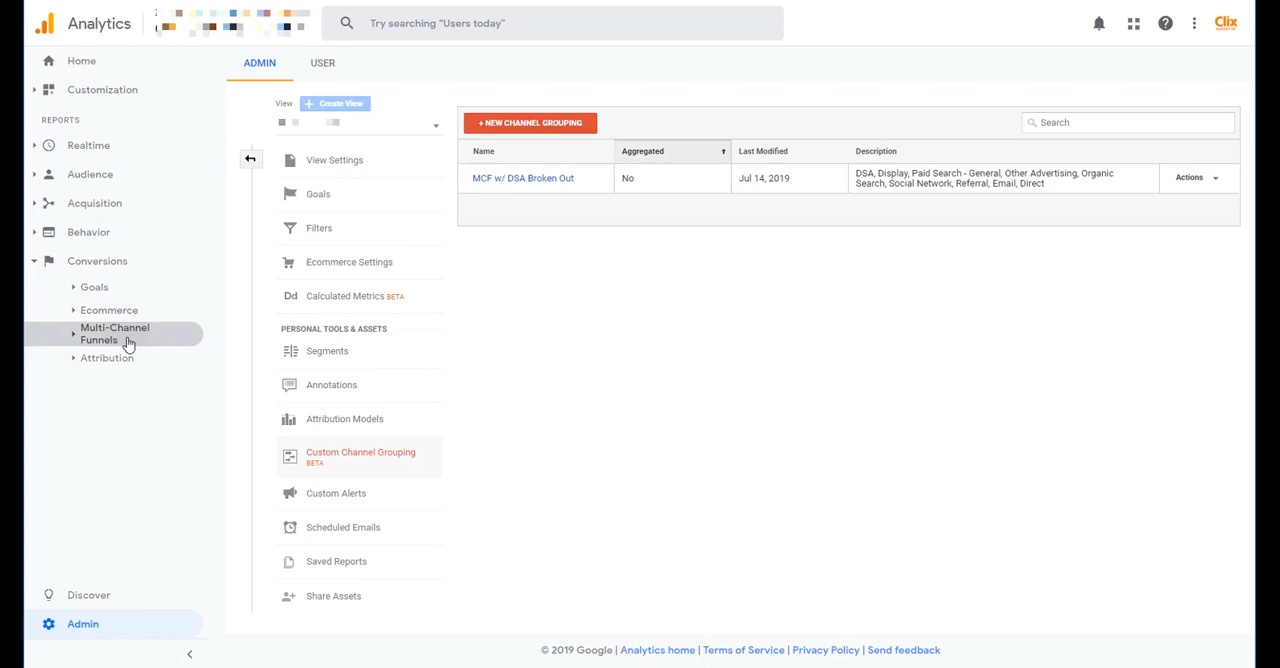 Analytics
Try searching "Users today"
Clix
Home
Customization
REPORTS
Realtime
Audience
Acquisition
Behavior
Conversions
Goals
Ecommerce
Multi-Channel
Funnels
Attribution
Discover
Admin
ADMIN
USER
View
+ Create View
View Settings
Goals
Filters
Ecommerce Settings
Dd
Calculated Metrics BETA
PERSONAL TOOLS & ASSETS
Segments
Annotations
Attribution Models
Custom Channel Grouping
BETA
Custom Alerts
Scheduled Emails
Saved Reports
Share Assets
+ NEW CHANNEL GROUPING
Search
Name
Aggregated
Last Modified
Description
MCF w/ DSA Broken Out
No
Jul 14, 2019
DSA, Display, Paid Search - General, Other Advertising, Organic
Search, Social Network, Referral, Email, Direct
Actions
© 2019 Google | Analytics home | Terms of Service | Privacy Policy | Send feedback